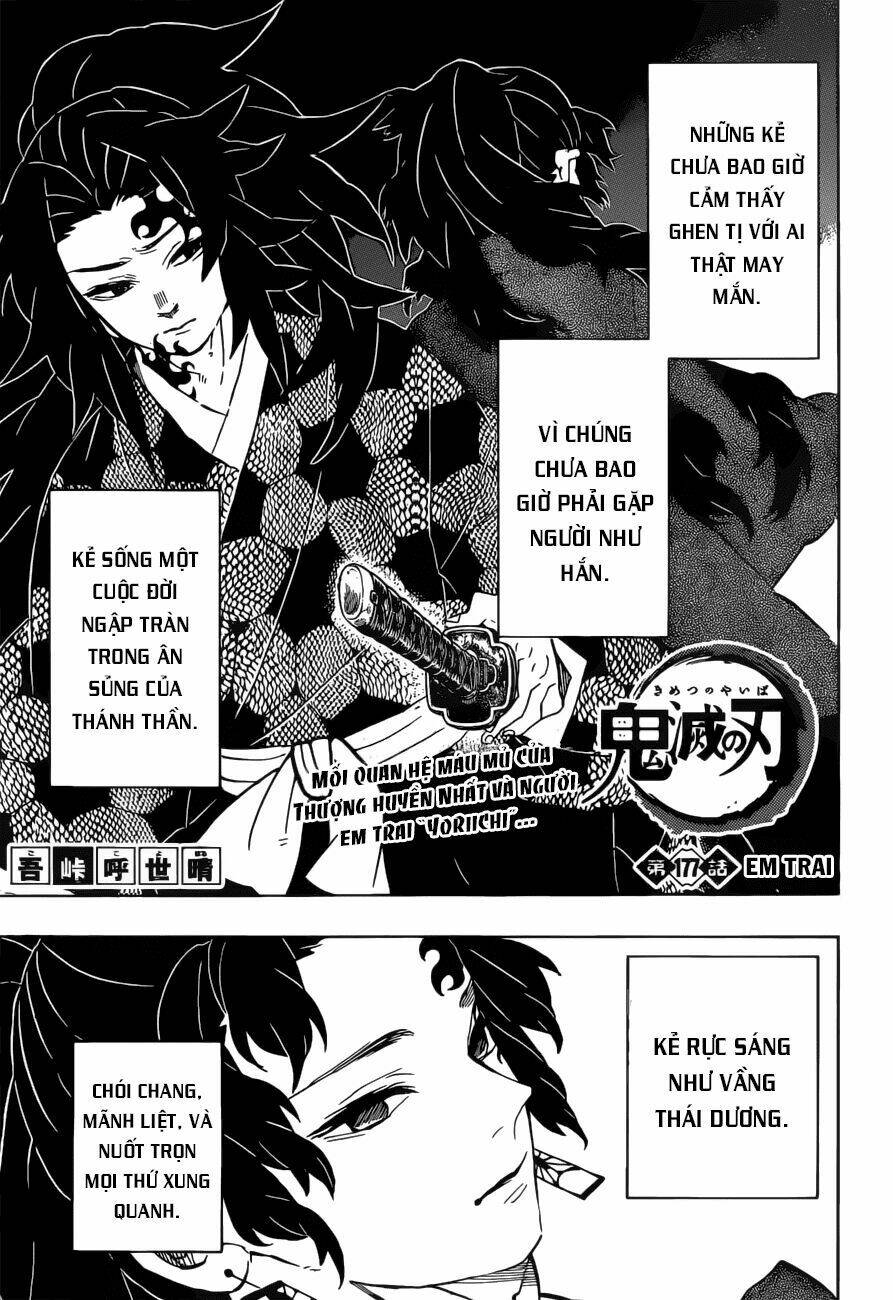 NHỮNG KẺ
CHƯA BAO GIỜ
CẢM THẤY
GHEN TỊ VỚI AI
THẬT MAY
MẮN.
VÌ CHÚNG
CHƯA BAO
GIỜ PHẢI GẶP
NGƯỜI NHƯ
HẮN.
KẺ SỐNG MỘT
CUỘC ĐỜI
NGẬP TRÀN
TRONG ÂN
SỦNG CỦA
THÁNH THẦN.
きめつのやいば
鬼滅の刃
MỐI QUAN HỆ MÁU MỦ CỦA
THƯỢNG HUYỀN NHẤT VÀ NGƯỜI
EM TRAI "YORIICHI"...
第177話 EM TRAI
吾峠呼世晴
KẺ RỰC SÁNG
NHƯ VẦNG
THÁI DƯƠNG.
CHÓI CHANG,
MÃNH LIỆT, VÀ
NUỐT TRỌN
MỌI THỨ XUNG
QUANH.